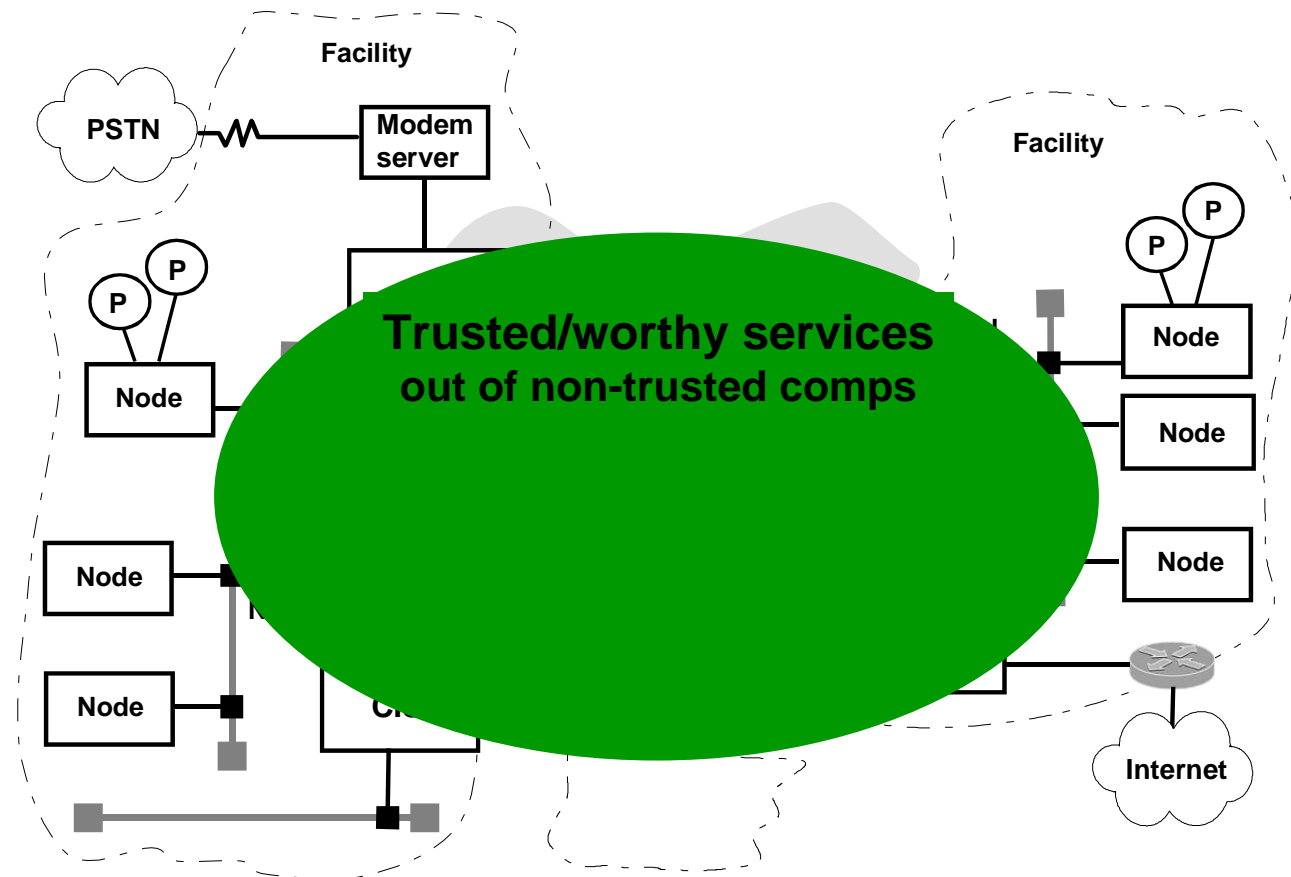 Facility
PSTN
Modem
server
Facility
P
P
P
P
Trusted/worthy services
out of non-trusted comps
Node
Node
Node
Node
Node
Node
Internet